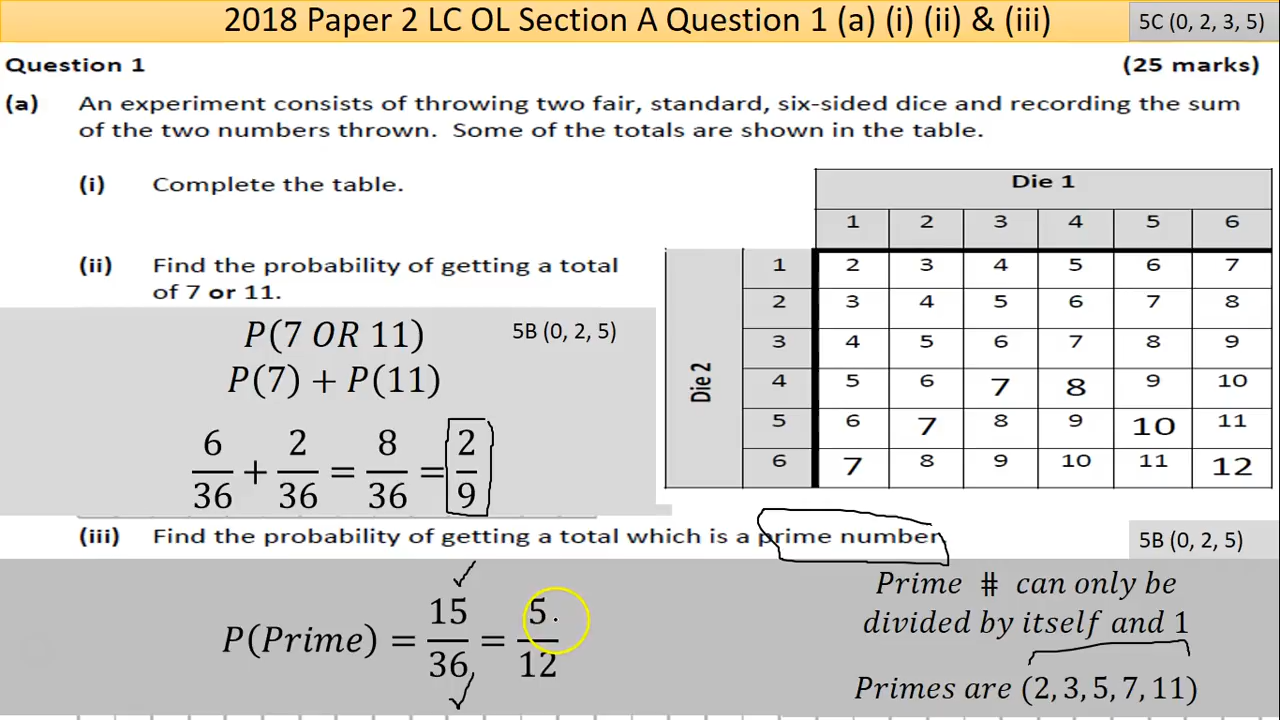 2018 Paper 2 LC OL Section A Question 1 (a) (i) (ii) & (iii)
5C (0, 2, 3, 5)
Question 1
(25 marks)
(a) An experiment consists of throwing two fair, standard, six-sided dice and recording the sum
of the two numbers thrown. Some of the totals are shown in the table.
(i) Complete the table.
(ii) Find the probability of getting a total
of 7 or 11.
P(7 OR 11)
5B (0, 2, 5)
P(7) + P(11)
6/36 + 2/36 = 8/36 = 2/9
Die 1
1 2 3 4 5 6
Die 2
1 2 3 4 5 6 7
2 3 4 5 6 7 8
3 4 5 6 7 8 9
4 5 6 7 8 9 10
5 6 7 8 9 10 11
6 7 8 9 10 11 12
(iii) Find the probability of getting a total which is a prime number
5B (0, 2, 5)
P(Prime) = 15/36 = 5/12
Prime # can only be
divided by itself and 1
Primes are (2, 3, 5, 7, 11)